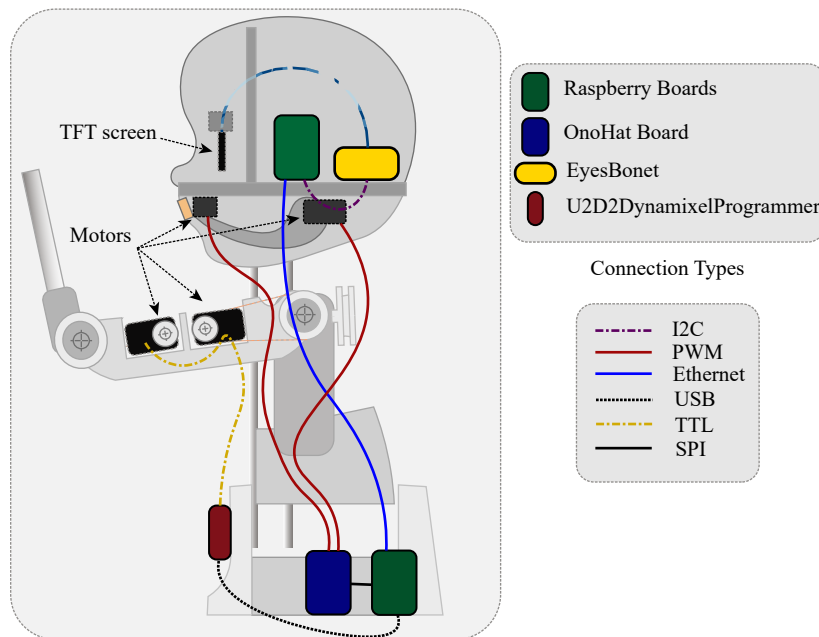 TFT screen
Motors
Raspberry Boards
OnoHat Board
EyesBonet
U2D2DynamixelProgrammer
Connection Types
I2C
PWM
Ethernet
USB
TTL
SPI